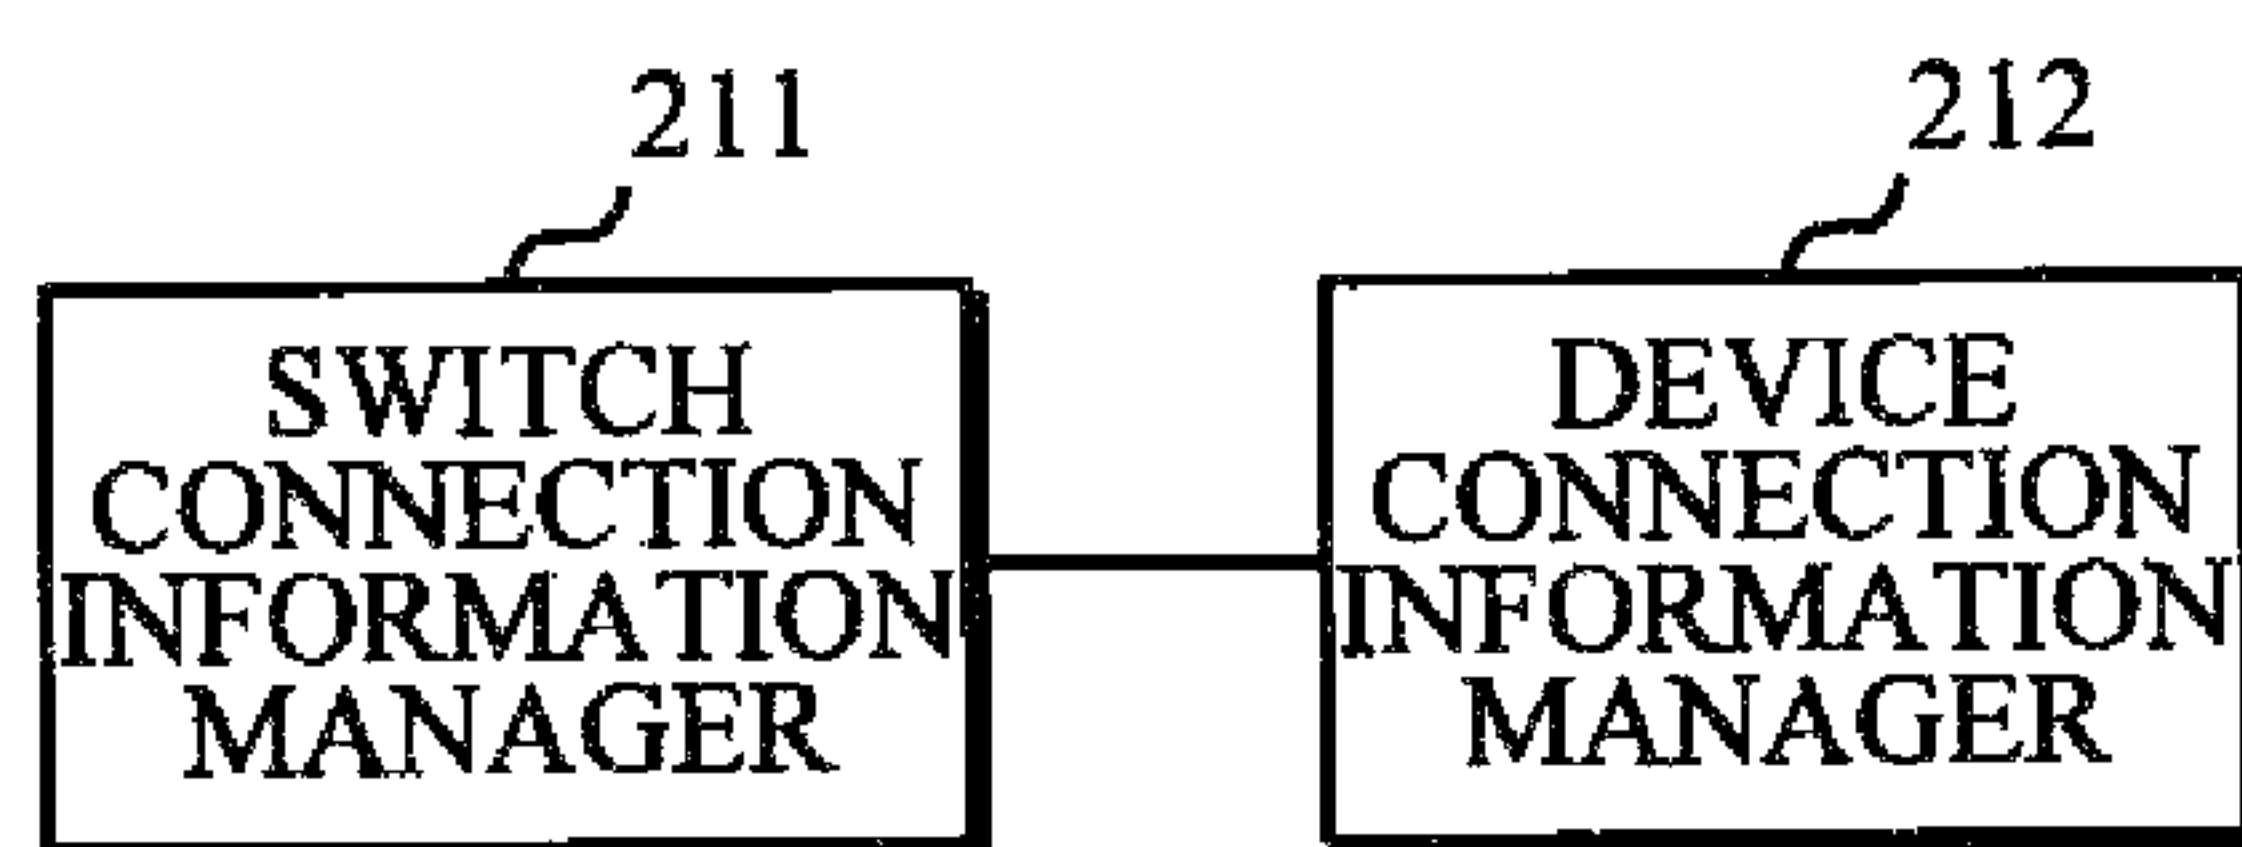 211
SWITCH
CONNECTION
INFORMATION
MANAGER
212
DEVICE
CONNECTION
INFORMATION
MANAGER